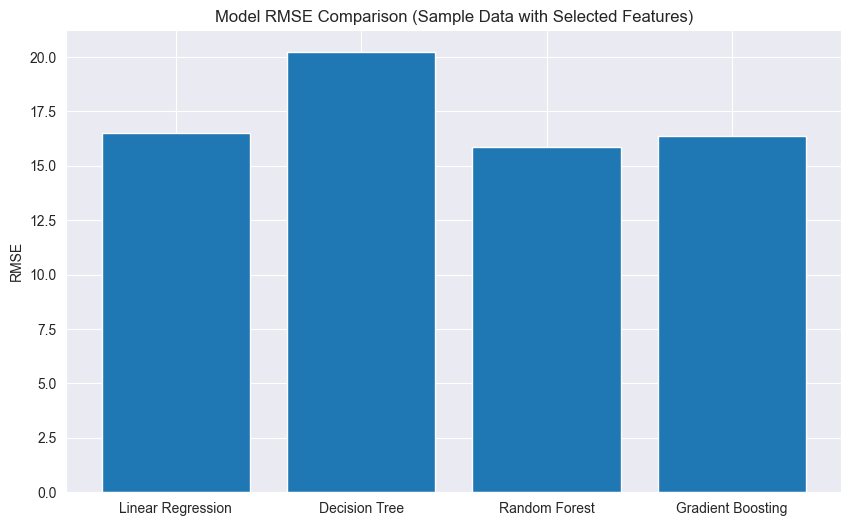 Model RMSE Comparison (Sample Data with Selected Features)
20.0
17.5
15.0
12.5
10.0
7.5
5.0
2.5
0.0
RMSE
Linear Regression
Decision Tree
Random Forest
Gradient Boosting